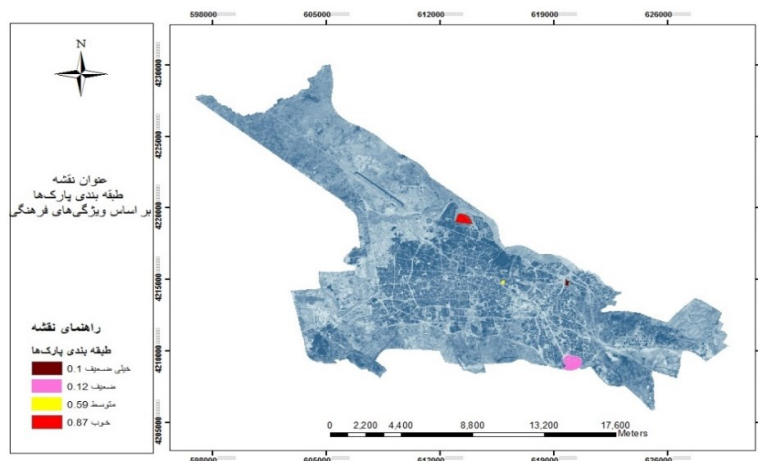 598000 605000 612000 619000 626000
N
عنوان نقشه
طبقه بندی پارک‌ها
بر اساس ویژگی‌های فرهنگی
راهنمای نقشه
طبقه بندی پارک‌ها
خیلی ضعیف 0.1
ضعیف 0.12
متوسط 0.59
خوب 0.87
4230000
4225000
4220000
4215000
4210000
4205000
0 2,200 4,400 8,800 13,200 17,600
Meters
598000 605000 612000 619000 626000